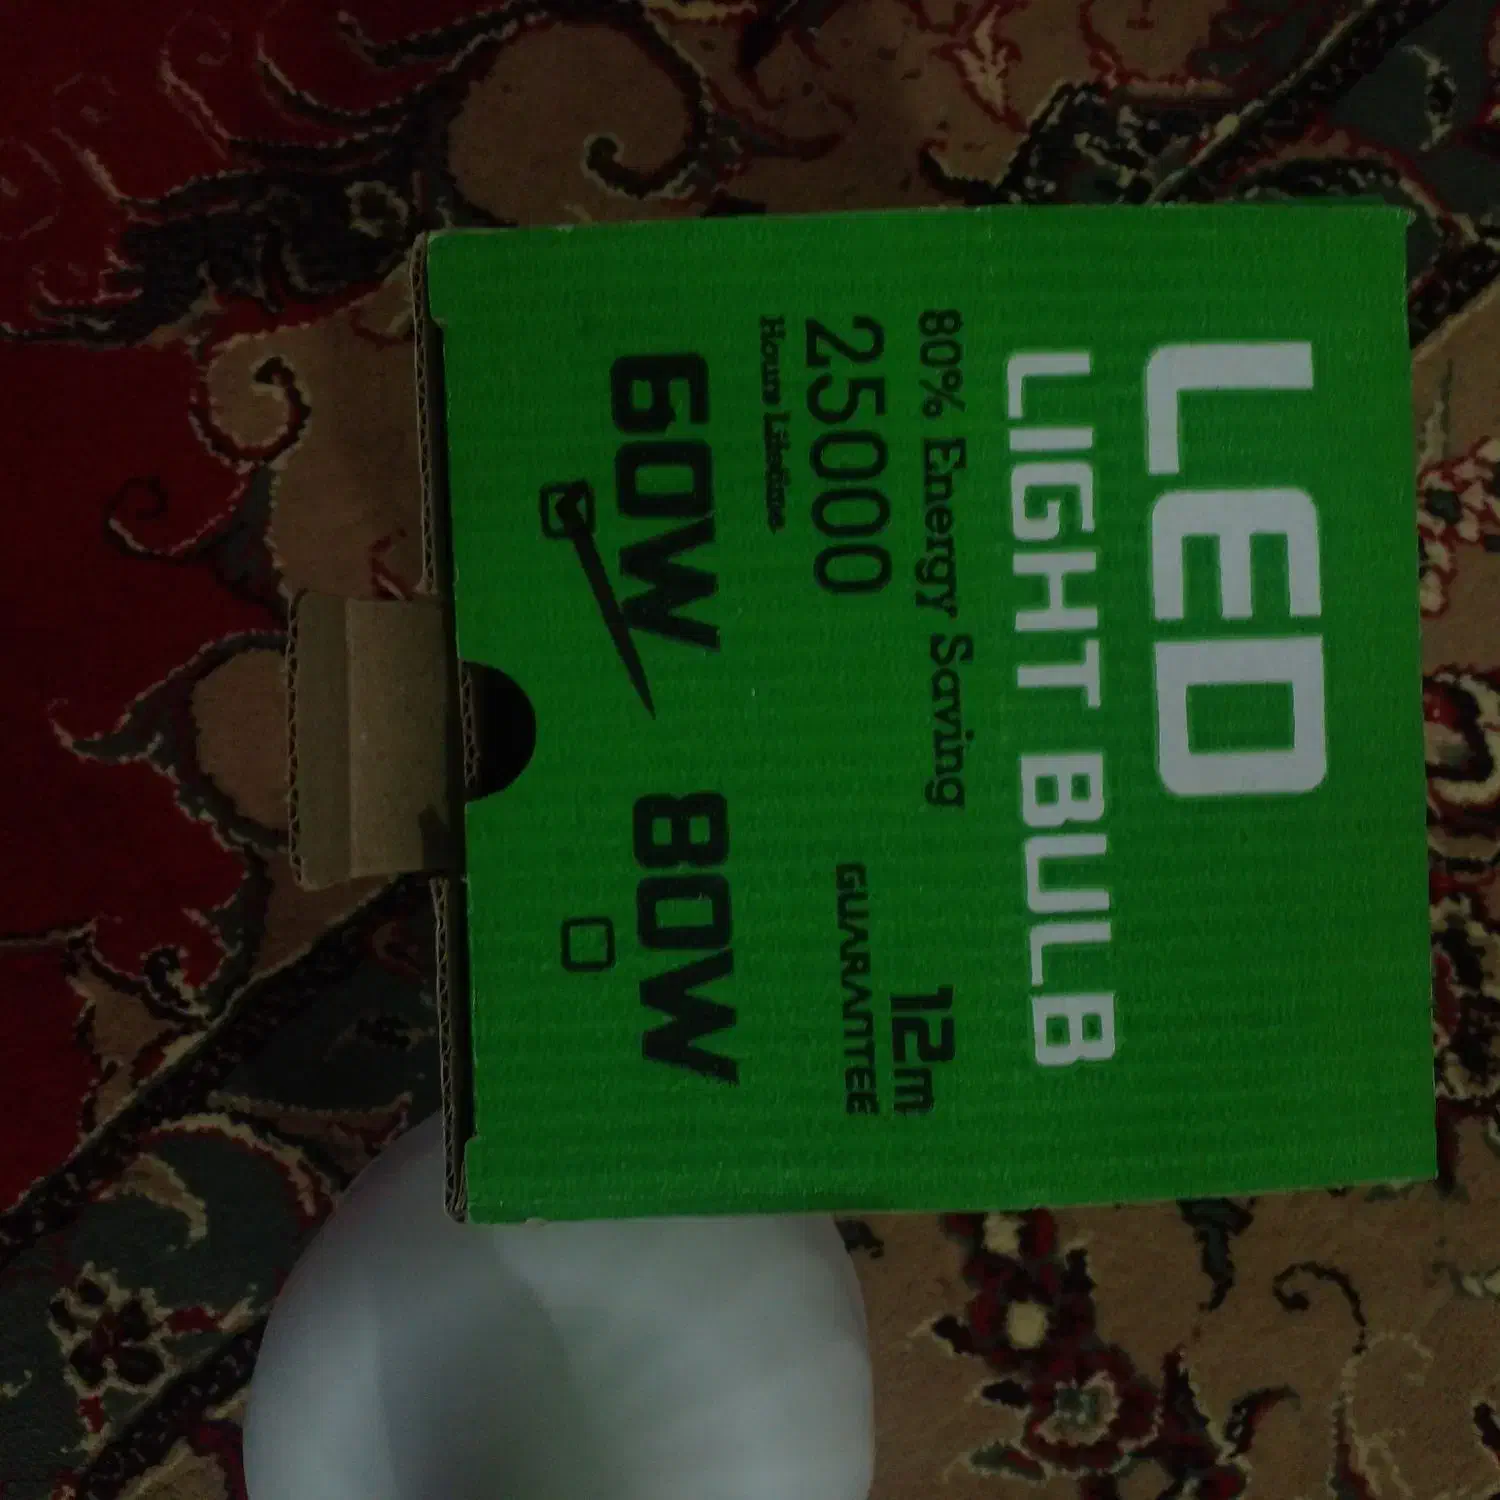 LED
LIGHT BULB
80% Energy Saving
25000
Hours Lifetime
12m
GUARANTEE
60W 80W